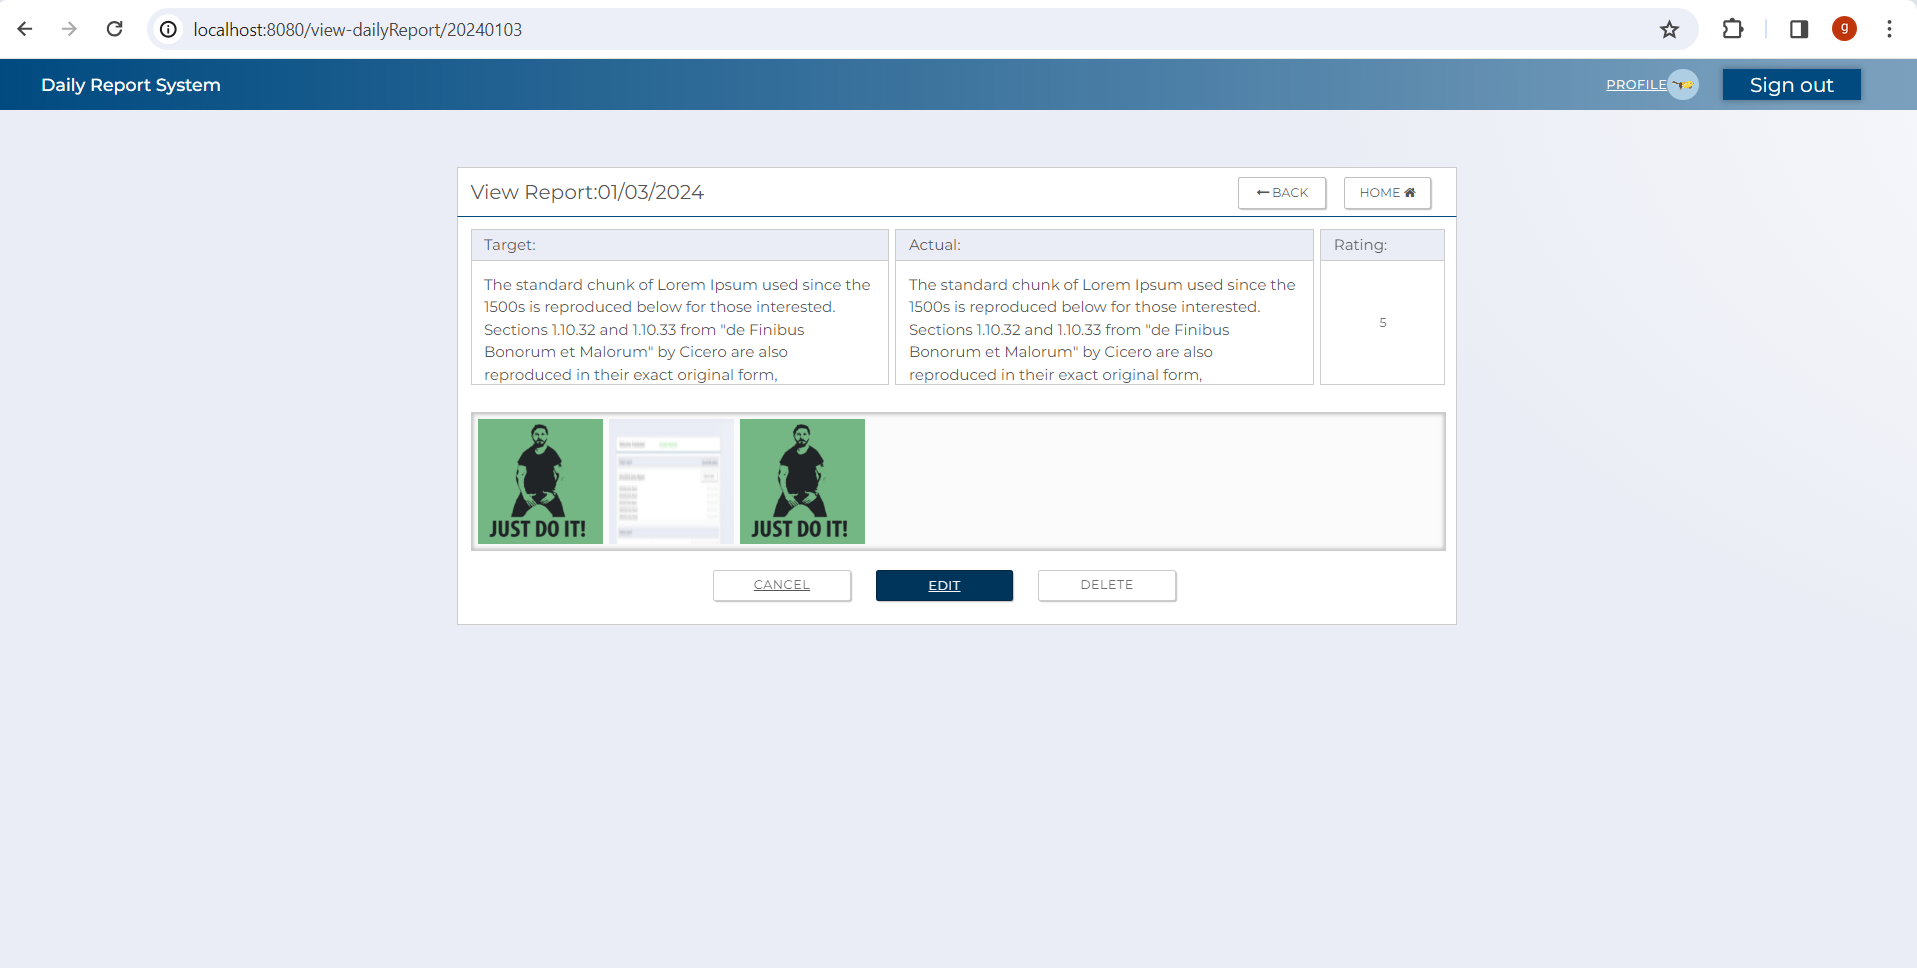 localhost:8080/view-dailyReport/20240103
g
Daily Report System
PROFILE
Sign out
View Report:01/03/2024
BACK
HOME
Target:
Actual:
Rating:
The standard chunk of Lorem Ipsum used since the
1500s is reproduced below for those interested.
Sections 1.10.32 and 1.10.33 from "de Finibus
Bonorum et Malorum" by Cicero are also
reproduced in their exact original form,
The standard chunk of Lorem Ipsum used since the
1500s is reproduced below for those interested.
Sections 1.10.32 and 1.10.33 from "de Finibus
Bonorum et Malorum" by Cicero are also
reproduced in their exact original form,
5
JUST DO IT!
JUST DO IT!
CANCEL
EDIT
DELETE